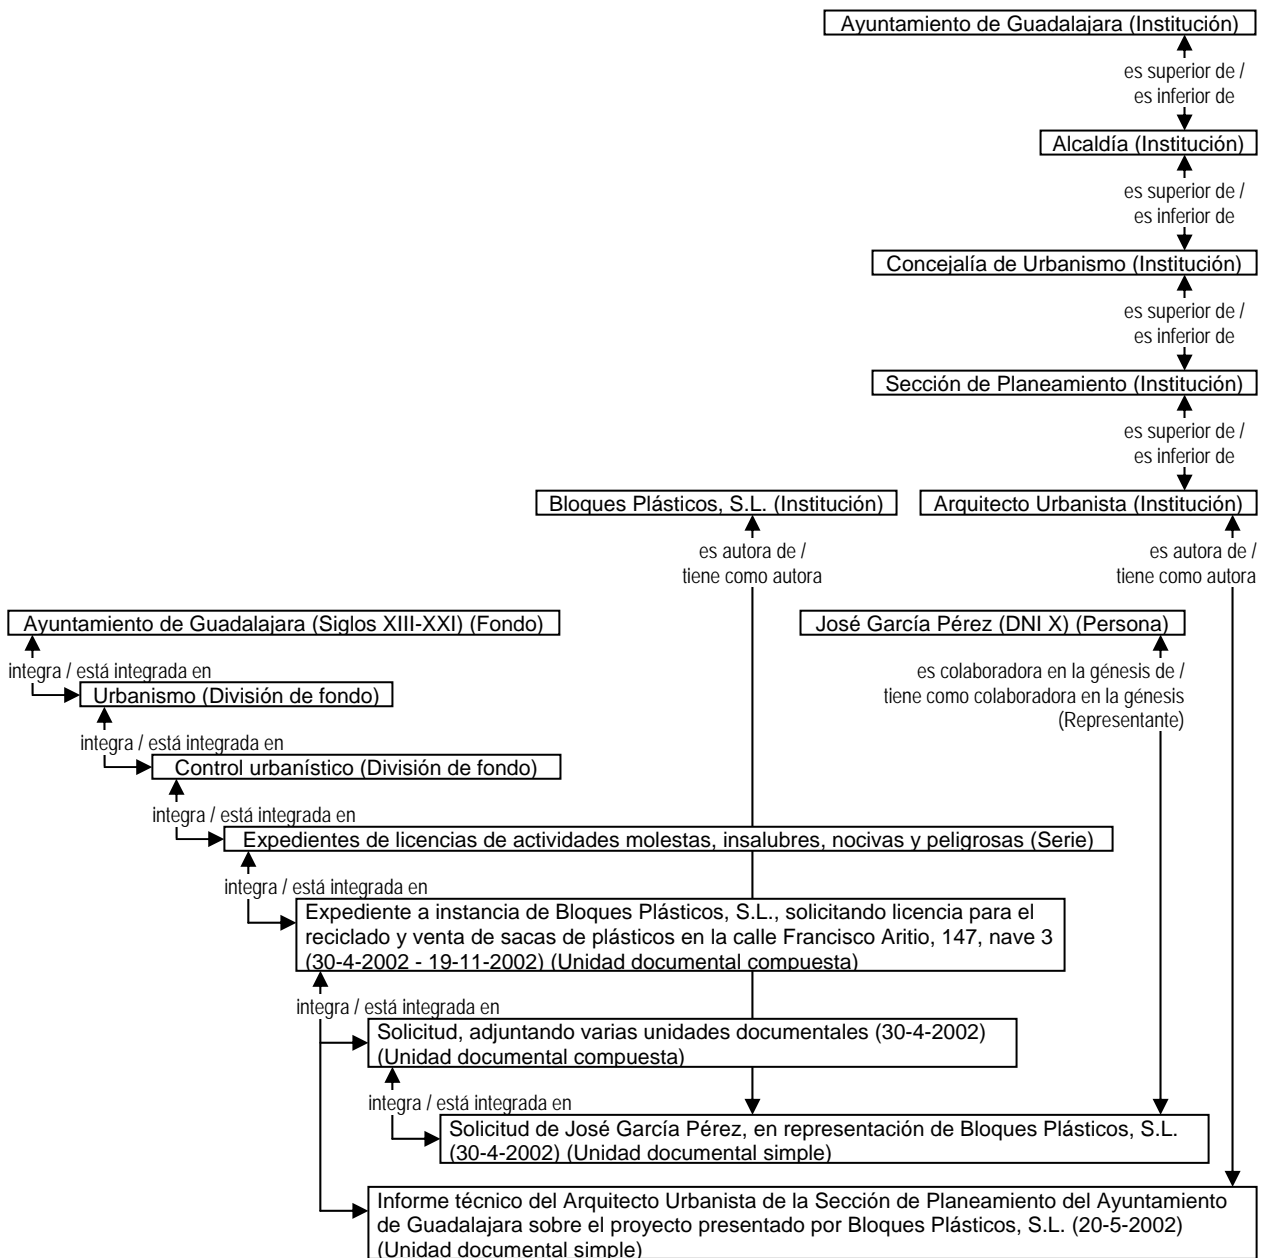 Ayuntamiento de Guadalajara (Institución)
es superior de /
es inferior de
Alcaldía (Institución)
es superior de /
es inferior de
Concejalía de Urbanismo (Institución)
es superior de /
es inferior de
Sección de Planeamiento (Institución)
es superior de /
es inferior de
Bloques Plásticos, S.L. (Institución)
Arquitecto Urbanista (Institución)
es autora de /
tiene como autora
es autora de /
tiene como autora
Ayuntamiento de Guadalajara (Siglos XIII-XXI) (Fondo)
José García Pérez (DNI X) (Persona)
integra / está integrada en
es colaboradora en la génesis de /
tiene como colaboradora en la génesis
(Representante)
Urbanismo (División de fondo)
integra / está integrada en
Control urbanístico (División de fondo)
integra / está integrada en
Expedientes de licencias de actividades molestas, insalubres, nocivas y peligrosas (Serie)
integra / está integrada en
Expediente a instancia de Bloques Plásticos, S.L., solicitando licencia para el
reciclado y venta de sacas de plásticos en la calle Francisco Aritio, 147, nave 3
(30-4-2002 - 19-11-2002) (Unidad documental compuesta)
integra / está integrada en
Solicitud, adjuntando varias unidades documentales (30-4-2002)
(Unidad documental compuesta)
integra / está integrada en
Solicitud de José García Pérez, en representación de Bloques Plásticos, S.L.
(30-4-2002) (Unidad documental simple)
Informe técnico del Arquitecto Urbanista de la Sección de Planeamiento del Ayuntamiento
de Guadalajara sobre el proyecto presentado por Bloques Plásticos, S.L. (20-5-2002)
(Unidad documental simple)